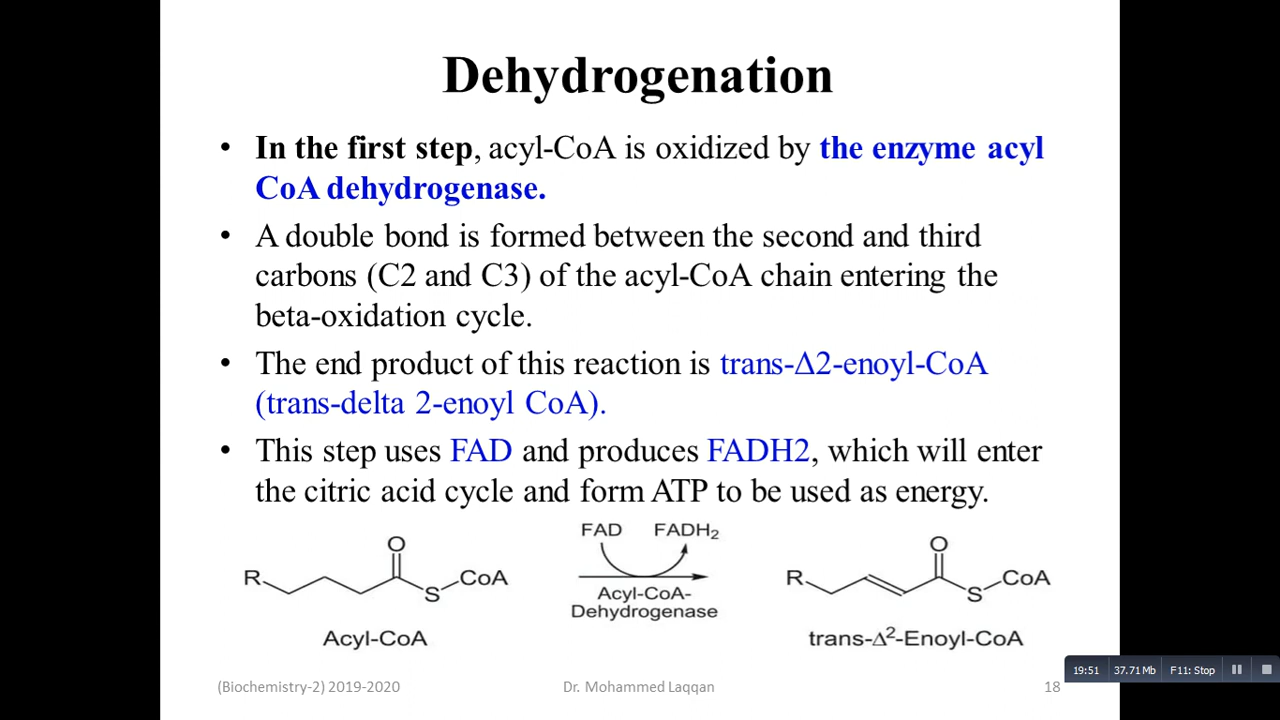 Dehydrogenation
• In the first step, acyl-CoA is oxidized by the enzyme acyl
CoA dehydrogenase.
• A double bond is formed between the second and third
carbons (C2 and C3) of the acyl-CoA chain entering the
beta-oxidation cycle.
• The end product of this reaction is trans-Δ2-enoyl-CoA
(trans-delta 2-enoyl CoA).
• This step uses FAD and produces FADH2, which will enter
the citric acid cycle and form ATP to be used as energy.
FAD FADH₂
O O
R CoA R CoA
S S
Acyl-CoA-
Dehydrogenase
Acyl-CoA trans-Δ²-Enoyl-CoA
19:51 37.71 Mb F11: Stop
(Biochemistry-2) 2019-2020 Dr. Mohammed Laqqan 18